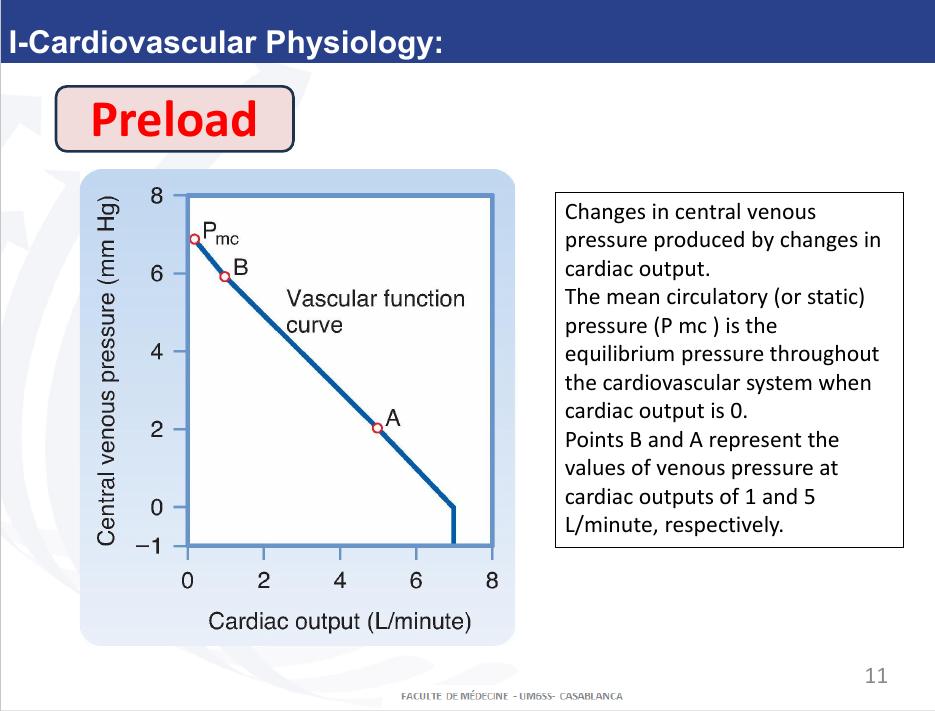 I-Cardiovascular Physiology:
Preload
Central venous pressure (mm Hg)
8
6
4
2
0
–1
Pmc
B
Vascular function
curve
A
0 2 4 6 8
Cardiac output (L/minute)
Changes in central venous
pressure produced by changes in
cardiac output.
The mean circulatory (or static)
pressure (P mc ) is the
equilibrium pressure throughout
the cardiovascular system when
cardiac output is 0.
Points B and A represent the
values of venous pressure at
cardiac outputs of 1 and 5
L/minute, respectively.
11
FACULTE DE MÉDECINE - UM6SS- CASABLANCA